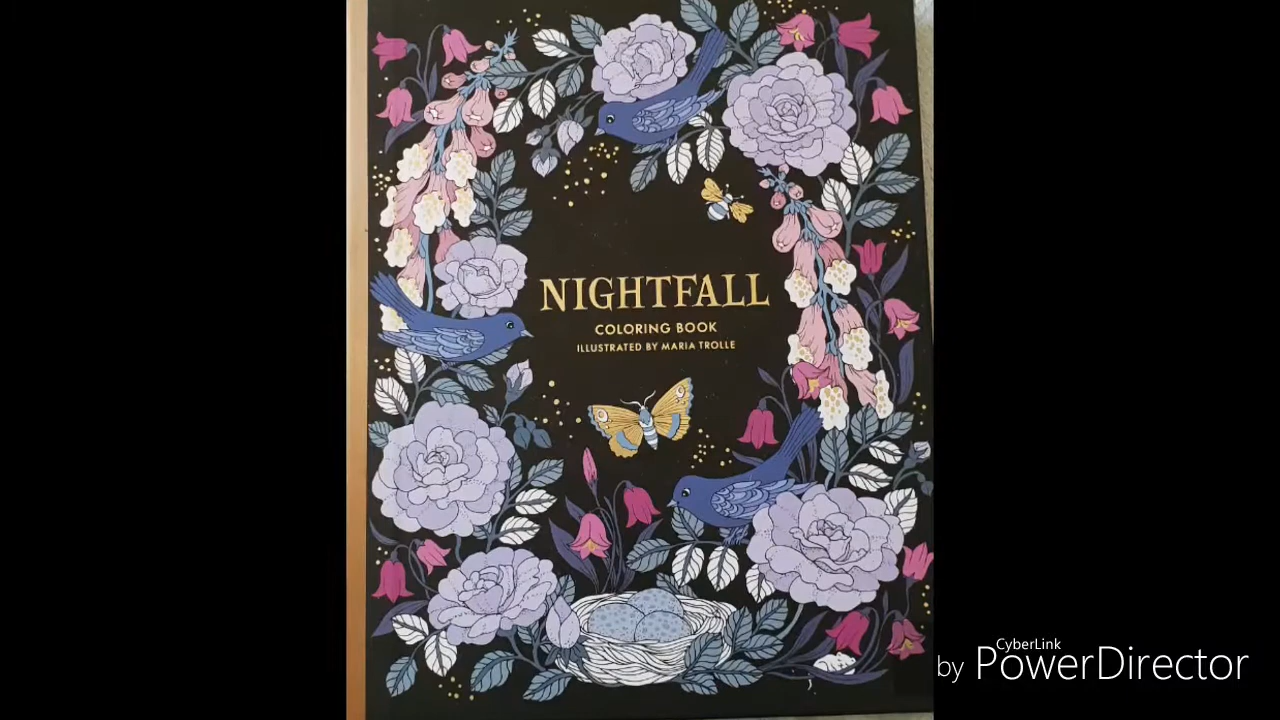 NIGHTFALL
COLORING BOOK
ILLUSTRATED BY MARIA TROLLE
CyberLink
by PowerDirector